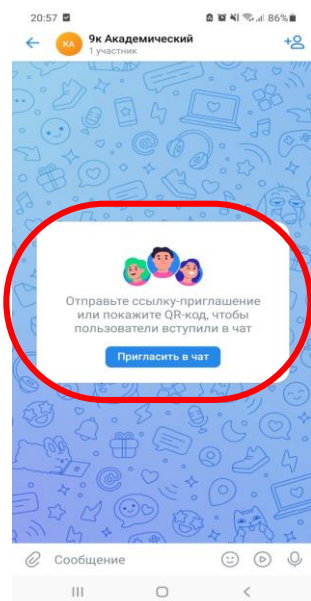 20:57
86%
КА
9к Академический
1 участник
Отправьте ссылку-приглашение
или покажите QR-код, чтобы
пользователи вступили в чат
Пригласить в чат
Сообщение